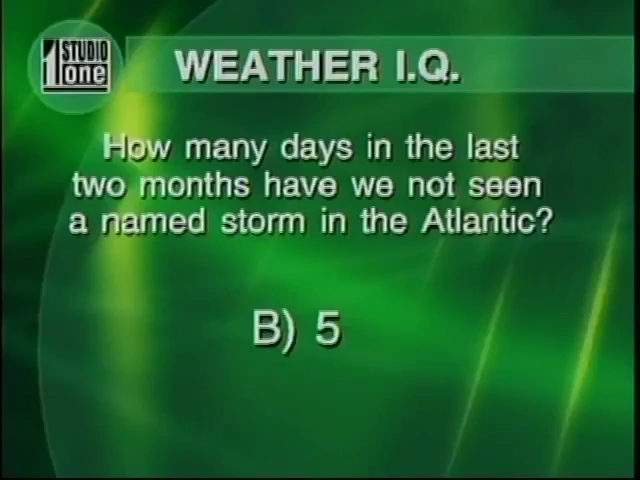 1 STUDIO
one
WEATHER I.Q.
How many days in the last
two months have we not seen
a named storm in the Atlantic?
B) 5